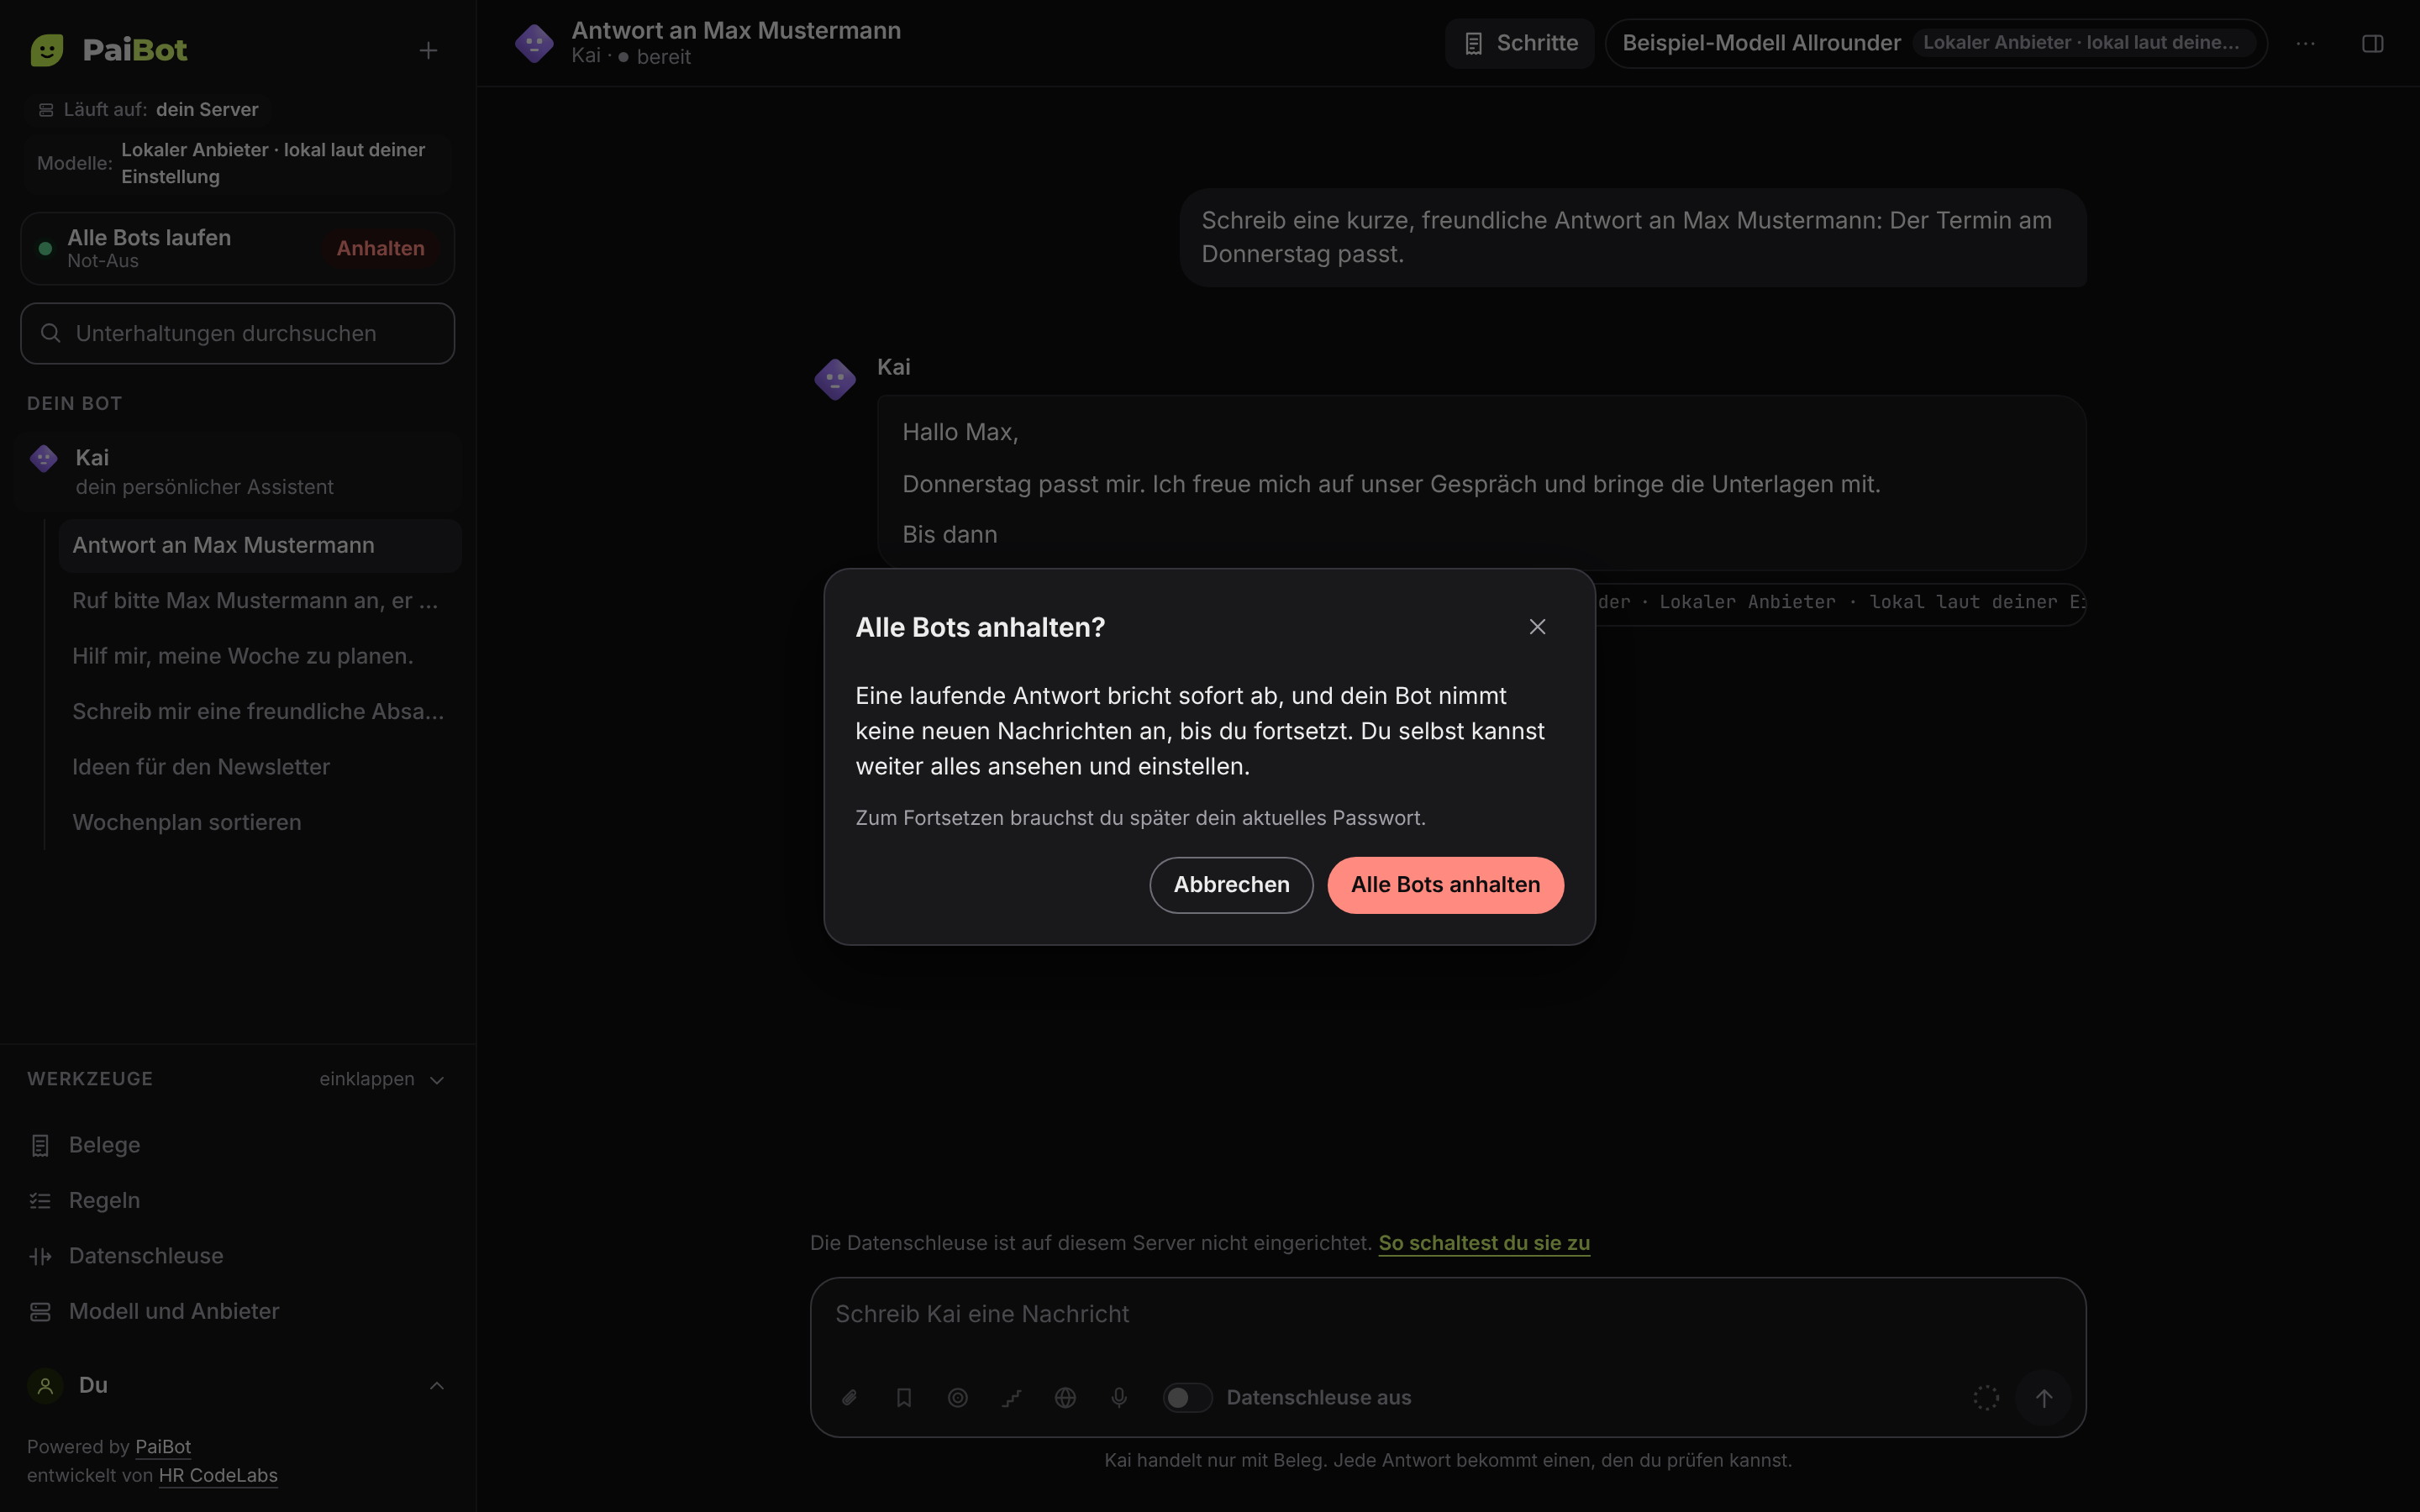 PaiBot
Läuft auf: dein Server
Modelle: Lokaler Anbieter · lokal laut deiner
Einstellung
Alle Bots laufen
Not-Aus
Anhalten
Unterhaltungen durchsuchen
DEIN BOT
Kai
dein persönlicher Assistent
Antwort an Max Mustermann
Ruf bitte Max Mustermann an, er ...
Hilf mir, meine Woche zu planen.
Schreib mir eine freundliche Absa...
Ideen für den Newsletter
Wochenplan sortieren
WERKZEUGE
einklappen
Belege
Regeln
Datenschleuse
Modell und Anbieter
Du
Powered by PaiBot
entwickelt von HR CodeLabs
Antwort an Max Mustermann
Kai · bereit
Schritte
Beispiel-Modell Allrounder
Lokaler Anbieter · lokal laut deine...
Schreib eine kurze, freundliche Antwort an Max Mustermann: Der Termin am
Donnerstag passt.
Kai
Hallo Max,
Donnerstag passt mir. Ich freue mich auf unser Gespräch und bringe die Unterlagen mit.
Bis dann
der · Lokaler Anbieter · lokal laut deiner
Alle Bots anhalten?
Eine laufende Antwort bricht sofort ab, und dein Bot nimmt
keine neuen Nachrichten an, bis du fortsetzt. Du selbst kannst
weiter alles ansehen und einstellen.
Zum Fortsetzen brauchst du später dein aktuelles Passwort.
Abbrechen
Alle Bots anhalten
Die Datenschleuse ist auf diesem Server nicht eingerichtet. So schaltest du sie zu
Schreib Kai eine Nachricht
Datenschleuse aus
Kai handelt nur mit Beleg. Jede Antwort bekommt einen, den du prüfen kannst.